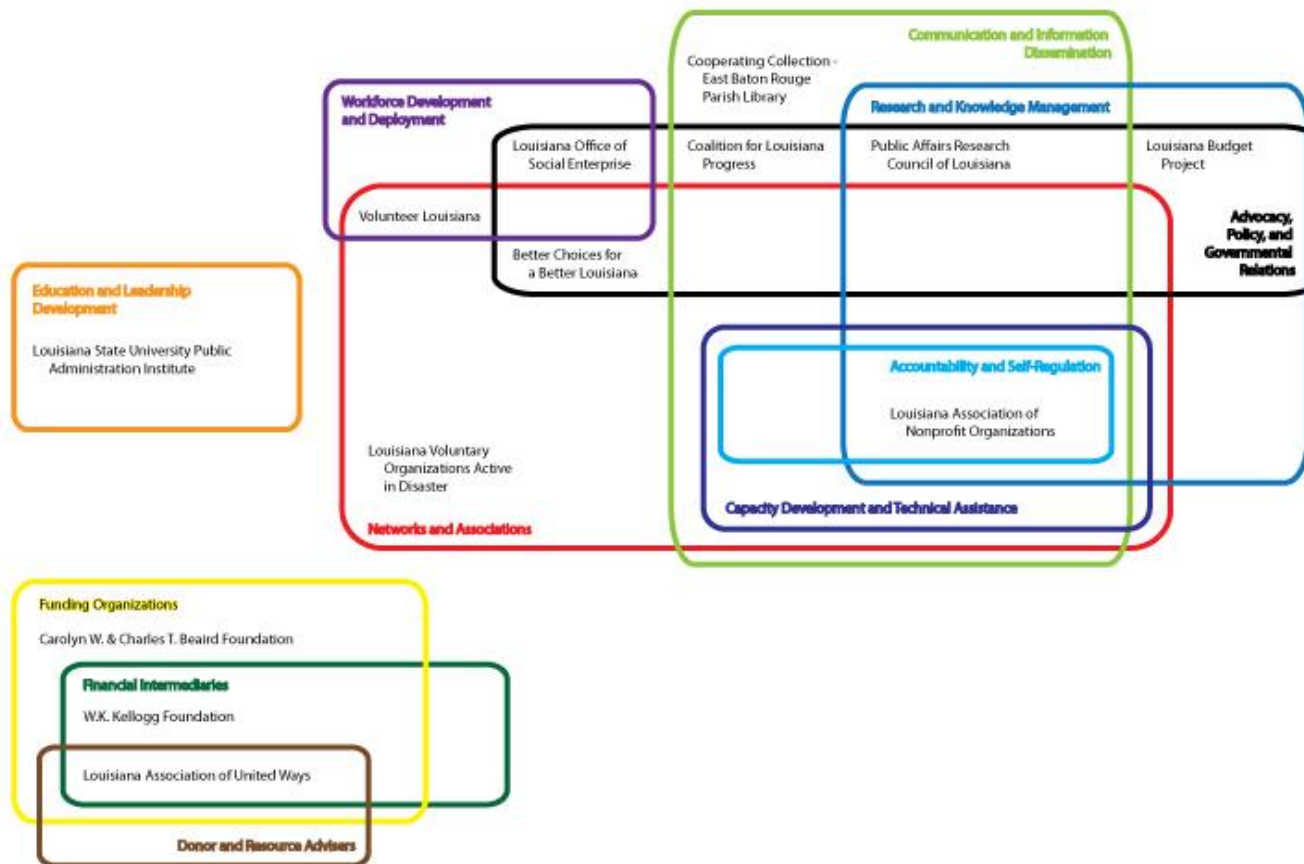 Communication and Information
Dissemination
Cooperating Collection -
East Baton Rouge
Parish Library
Workforce Development
and Deployment
Research and Knowledge Management
Louisiana Office of
Social Enterprise
Coalition for Louisiana
Progress
Public Affairs Research
Council of Louisiana
Louisiana Budget
Project
Volunteer Louisiana
Advocacy,
Policy, and
Governmental
Relations
Better Choices for
a Better Louisiana
Education and Leadership
Development
Louisiana State University Public
Administration Institute
Accountability and Self-Regulation
Louisiana Association of
Nonprofit Organizations
Louisiana Voluntary
Organizations Active
in Disaster
Capacity Development and Technical Assistance
Networks and Associations
Funding Organizations
Carolyn W. & Charles T. Beaird Foundation
Financial Intermediaries
W.K. Kellogg Foundation
Louisiana Association of United Ways
Donor and Resource Advisers